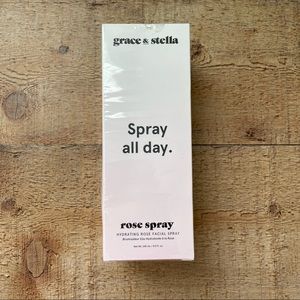 grace & stella
Spray
all day.
rose spray
HYDRATING ROSE FACIAL SPRAY